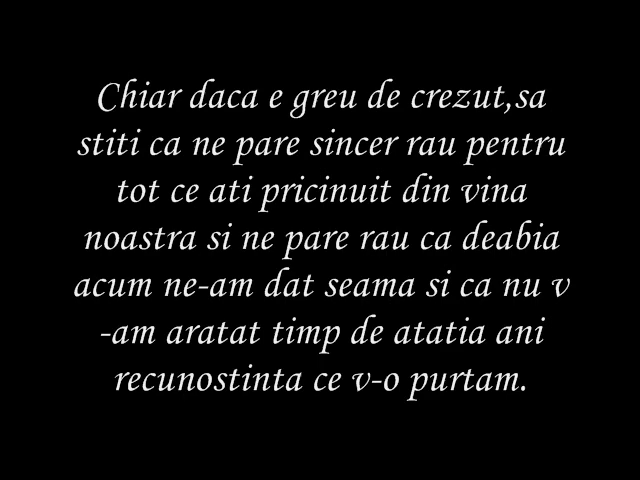 Chiar daca e greu de crezut,sa
stiti ca ne pare sincer rau pentru
tot ce ati pricinuit din vina
noastra si ne pare rau ca deabia
acum ne-am dat seama si ca nu v
-am aratat timp de atatia ani
recunostinta ce v-o purtam.